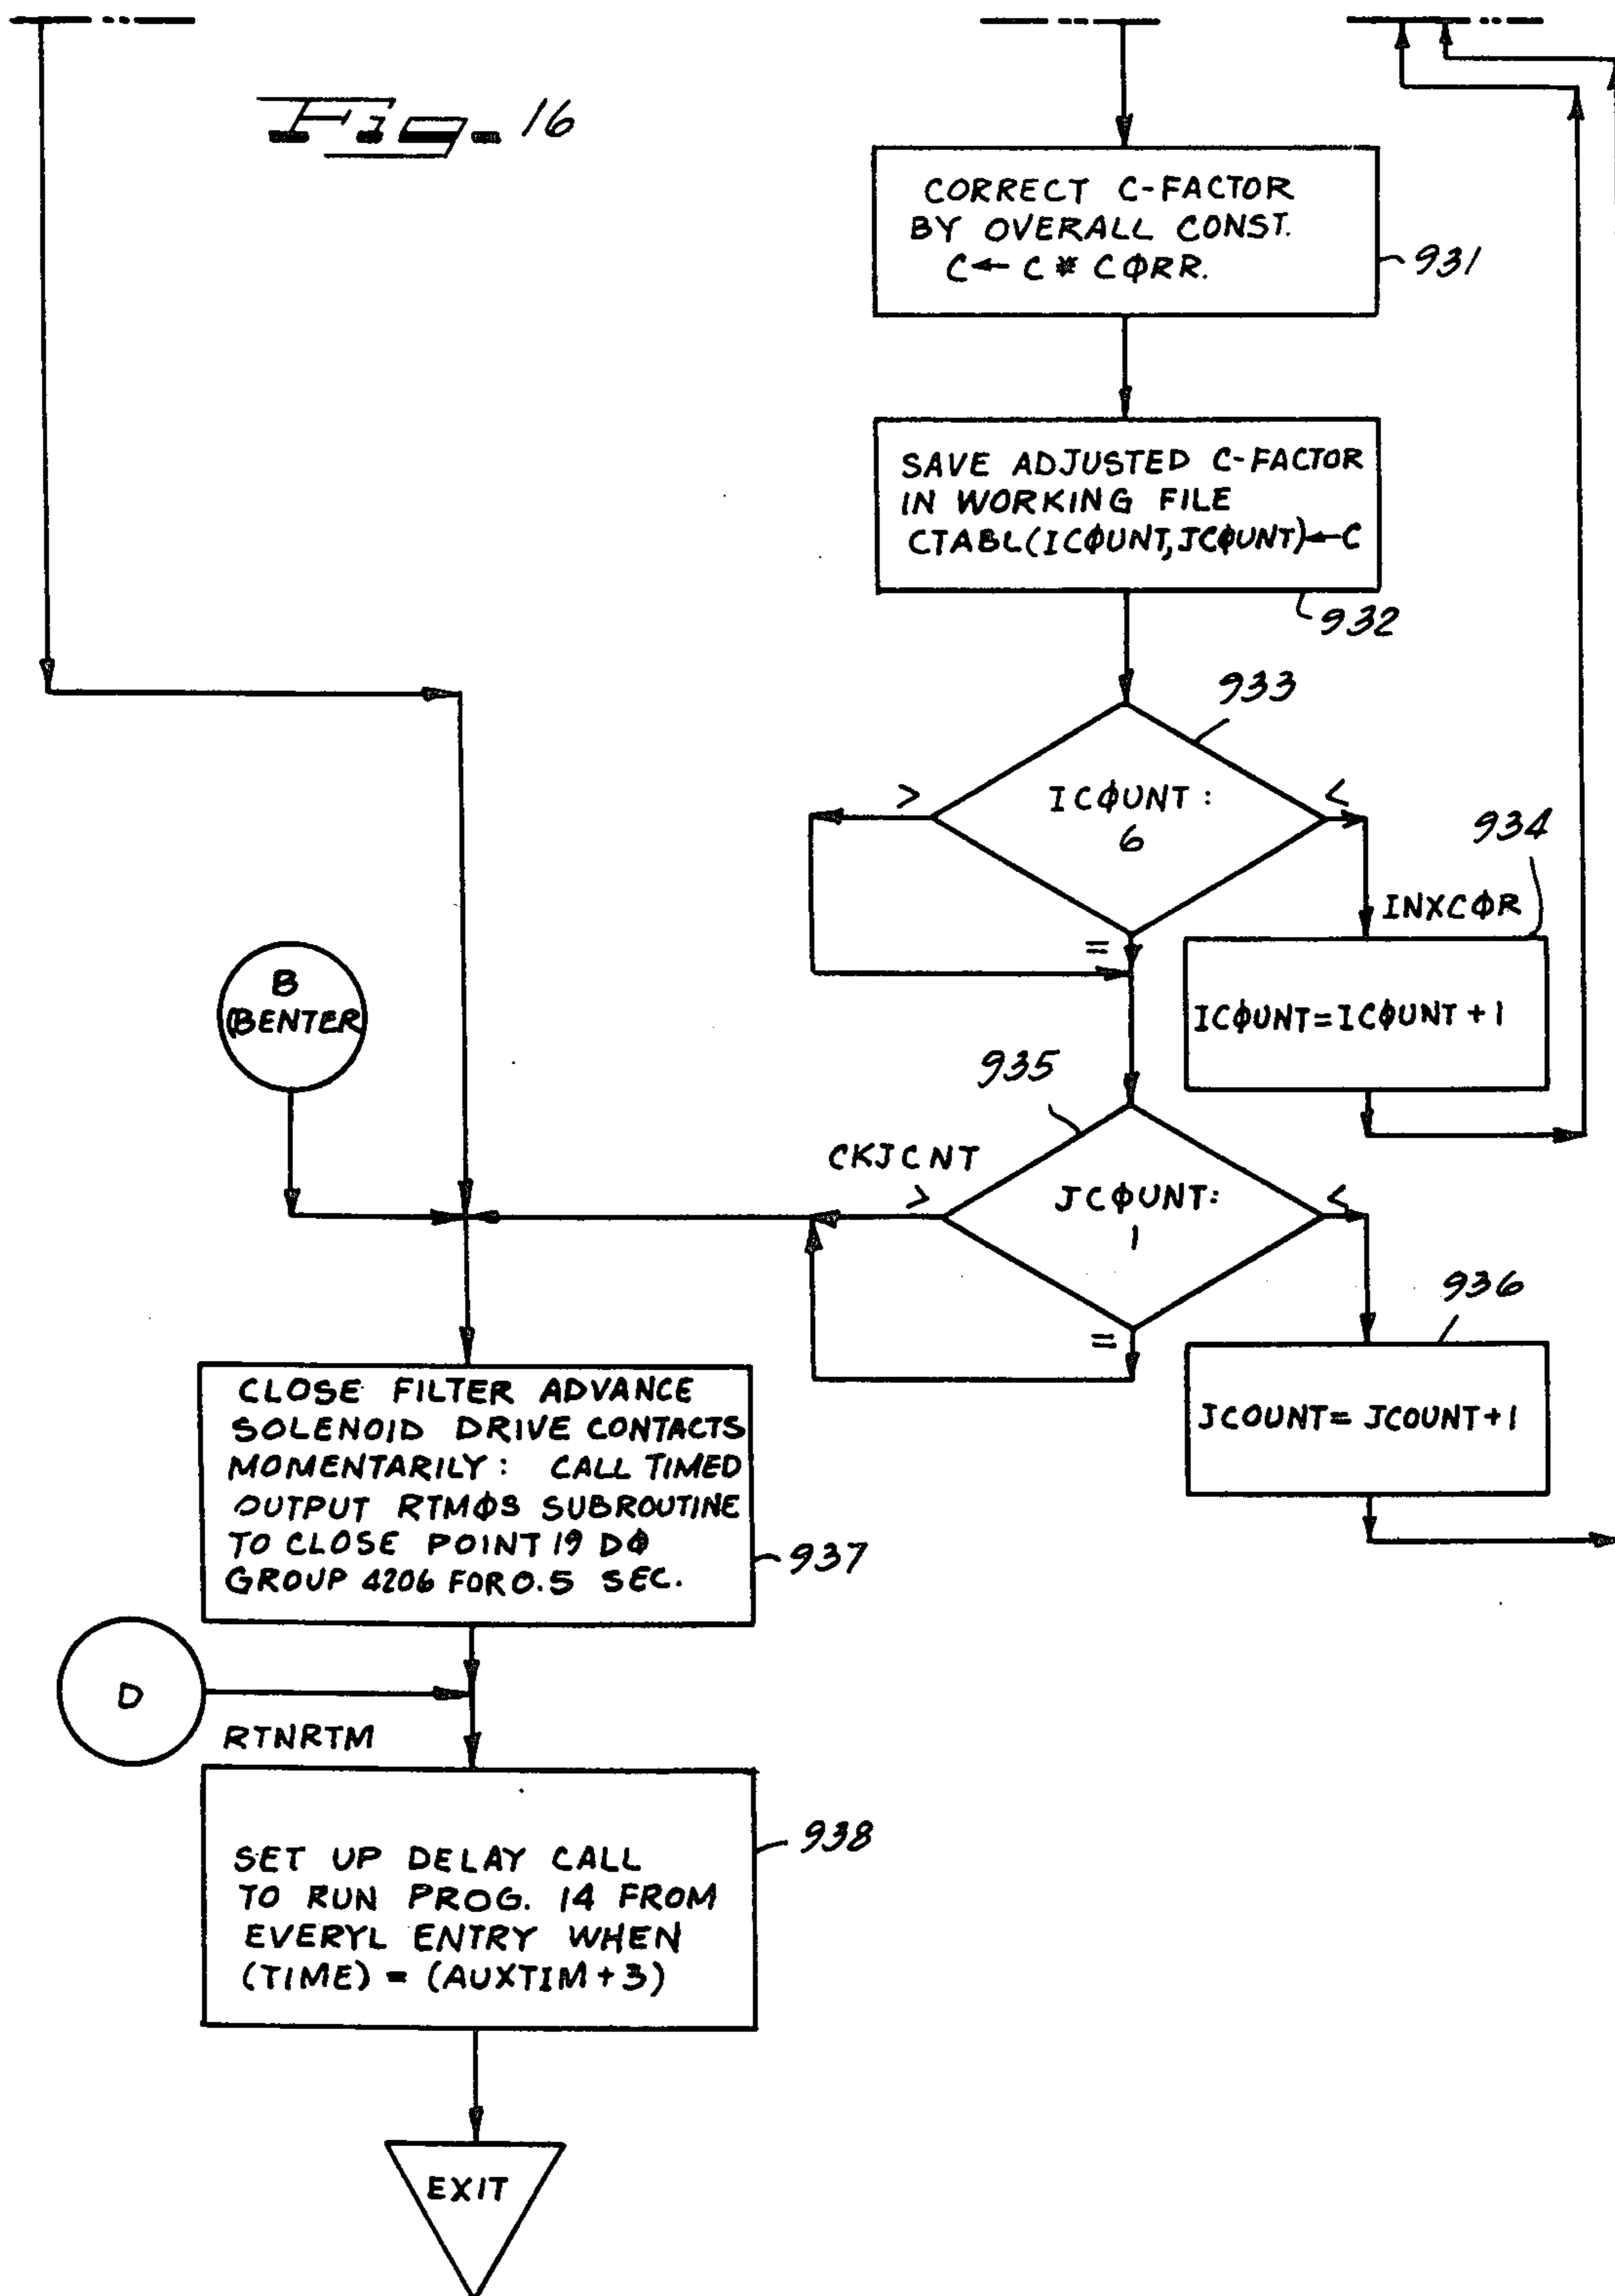 Fig-16
CORRECT C-FACTOR
BY OVERALL CONST.
C ← C * CØRR.
931
SAVE ADJUSTED C-FACTOR
IN WORKING FILE
CTABL(ICØUNT,JCØUNT)←C
932
933
>
ICØUNT:
6
<
=
934
INXCØR
ICØUNT=ICØUNT+1
B
(BENTER
935
CKJCNT
>
JCØUNT:
1
<
=
936
JCOUNT=JCOUNT+1
CLOSE FILTER ADVANCE
SOLENOID DRIVE CONTACTS
MOMENTARILY: CALL TIMED
OUTPUT RTMØS SUBROUTINE
TO CLOSE POINT 19 DØ
GROUP 4206 FOR 0.5 SEC.
937
D
RTNRTM
SET UP DELAY CALL
TO RUN PROG. 14 FROM
EVERYL ENTRY WHEN
(TIME) = (AUXTIM+3)
938
EXIT